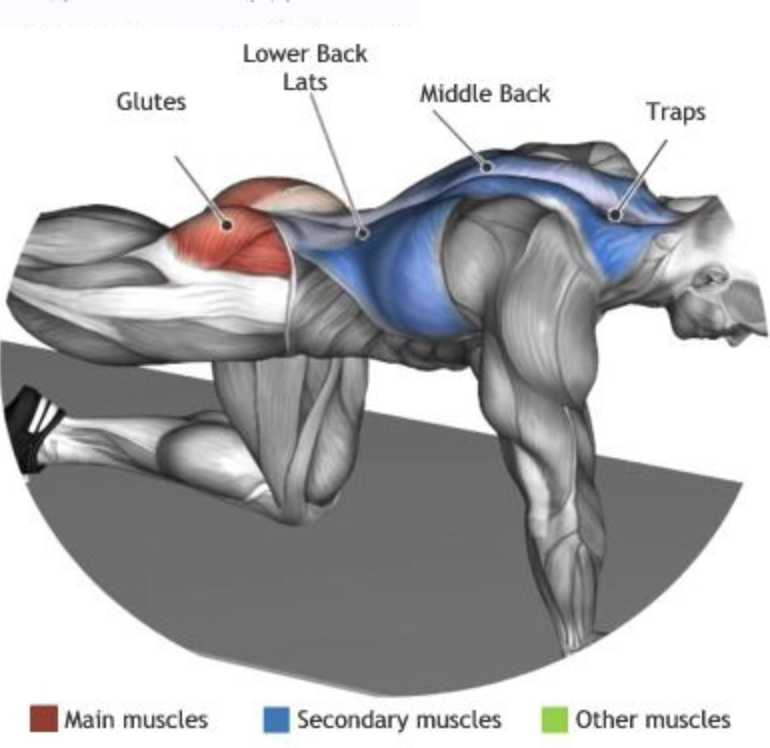 Lower Back
Lats
Glutes
Middle Back
Traps
Main muscles
Secondary muscles
Other muscles